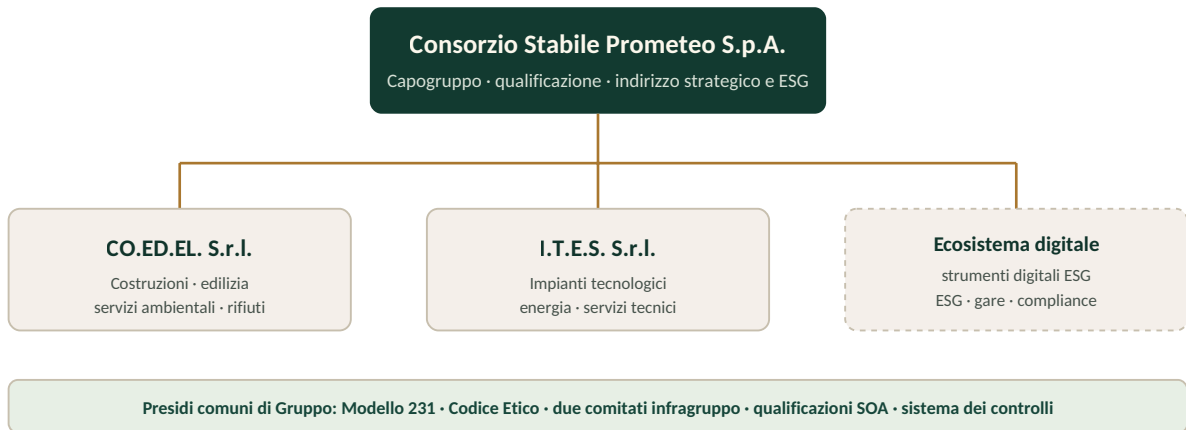 Consorzio Stabile Prometeo S.p.A.
Capogruppo · qualificazione · indirizzo strategico e ESG
CO.ED.EL. S.r.l.
Costruzioni · edilizia
servizi ambientali · rifiuti
I.T.E.S. S.r.l.
Impianti tecnologici
energia · servizi tecnici
Ecosistema digitale
strumenti digitali ESG
ESG · gare · compliance
Presidi comuni di Gruppo: Modello 231 · Codice Etico · due comitati infragruppo · qualificazioni SOA · sistema dei controlli